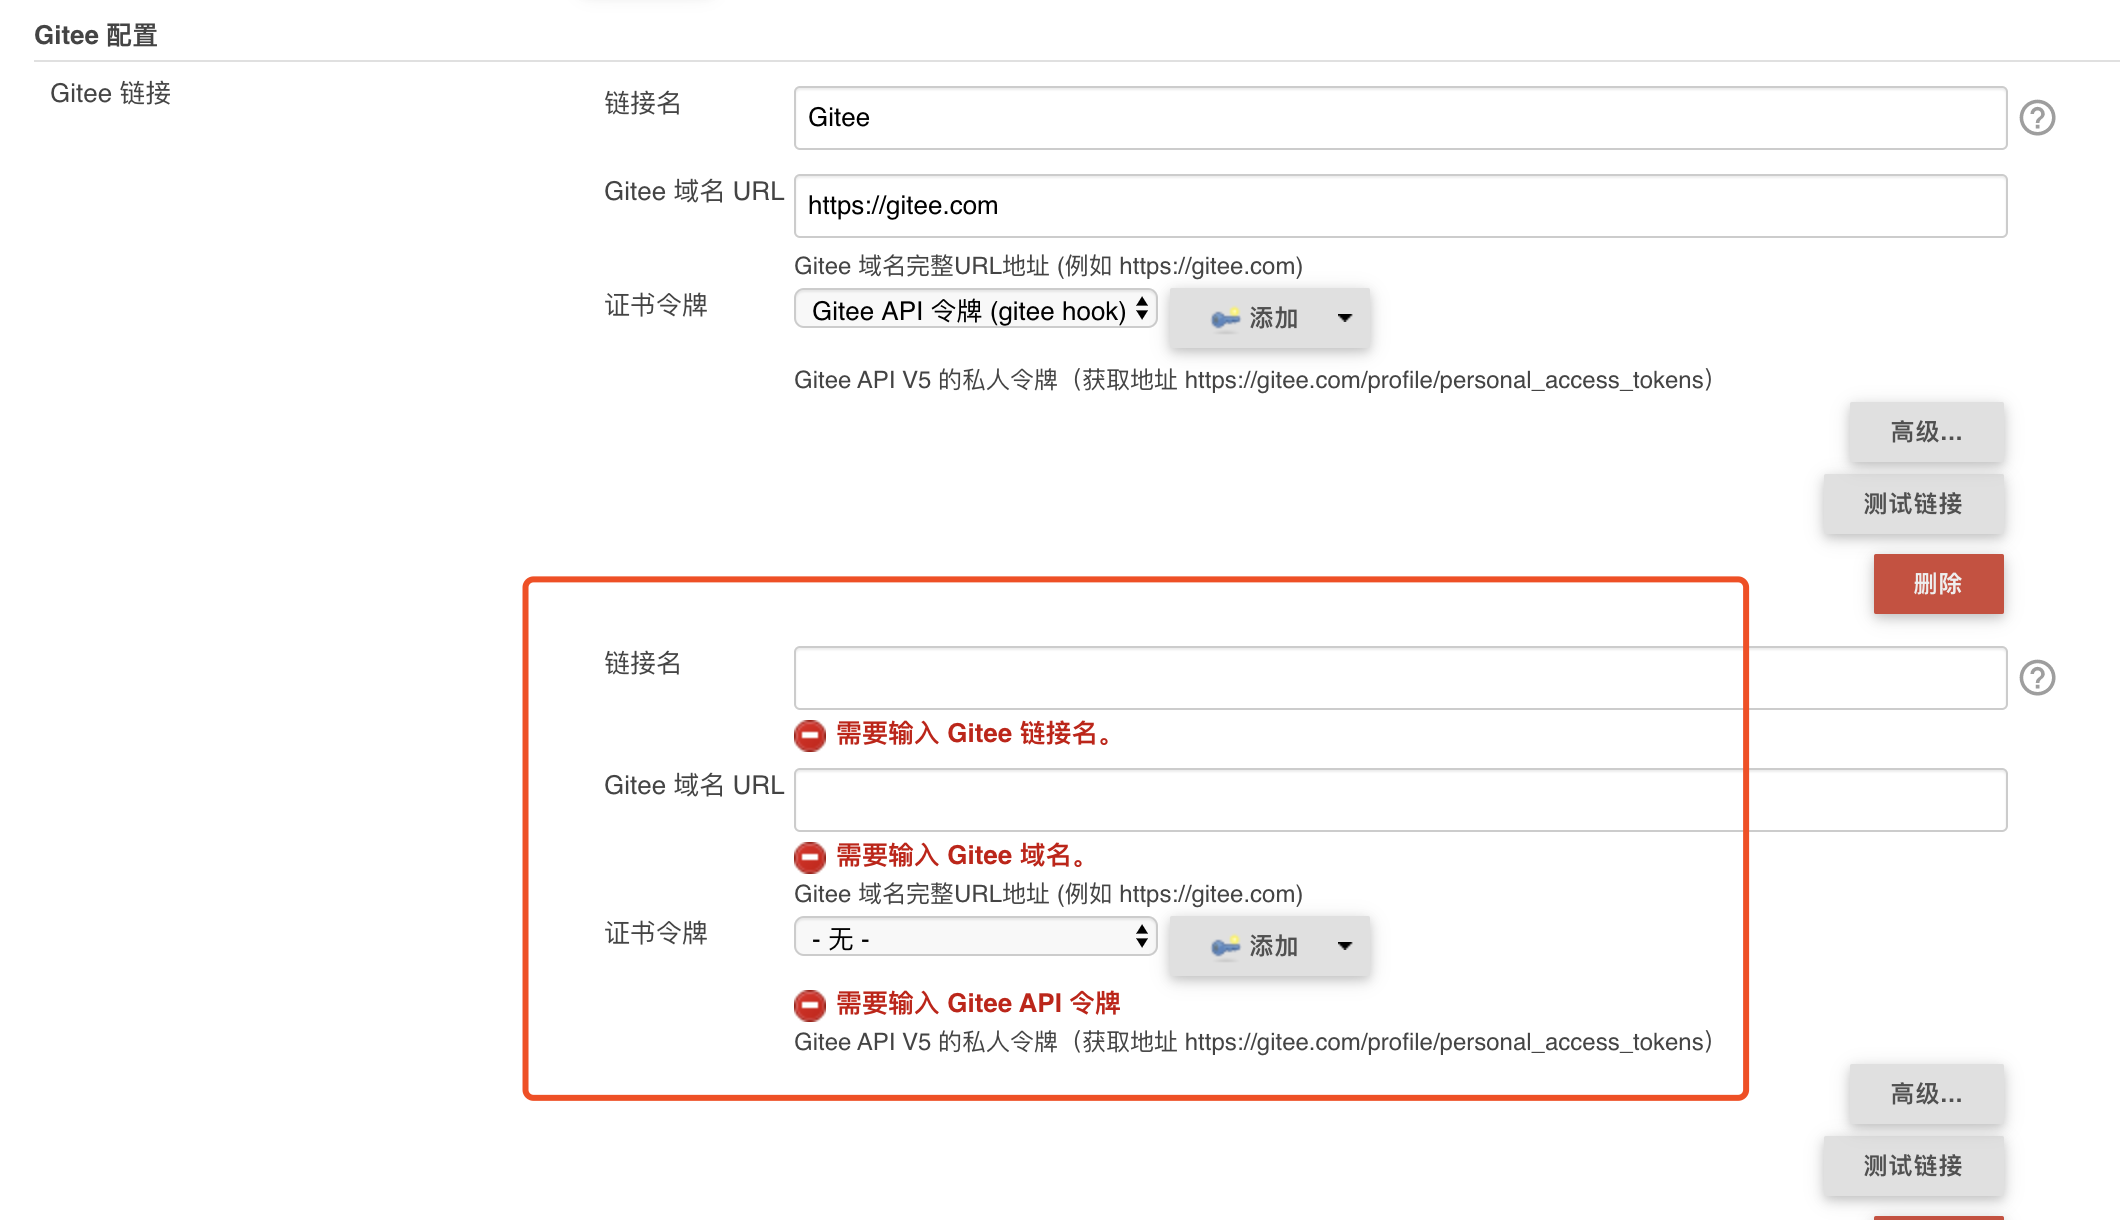 Gitee 配置
Gitee 链接
链接名
Gitee
Gitee 域名 URL
https://gitee.com
Gitee 域名完整URL地址 (例如 https://gitee.com)
证书令牌
Gitee API 令牌 (gitee hook)
添加
Gitee API V5 的私人令牌（获取地址 https://gitee.com/profile/personal_access_tokens）
高级...
测试链接
删除
链接名
需要输入 Gitee 链接名。
Gitee 域名 URL
需要输入 Gitee 域名。
Gitee 域名完整URL地址 (例如 https://gitee.com)
证书令牌
- 无 -
添加
需要输入 Gitee API 令牌
Gitee API V5 的私人令牌（获取地址 https://gitee.com/profile/personal_access_tokens）
高级...
测试链接